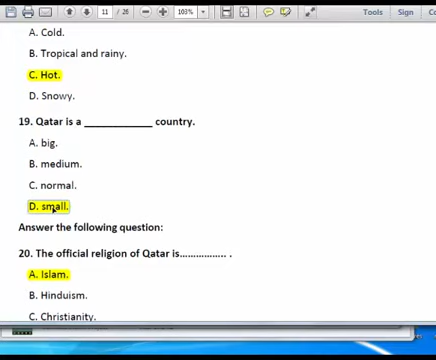 11 / 26
103%
Tools
Sign
A. Cold.
B. Tropical and rainy.
C. Hot.
D. Snowy.
19. Qatar is a _____________ country.
A. big.
B. medium.
C. normal.
D. small.
Answer the following question:
20. The official religion of Qatar is................ .
A. Islam.
B. Hinduism.
C. Christianity.